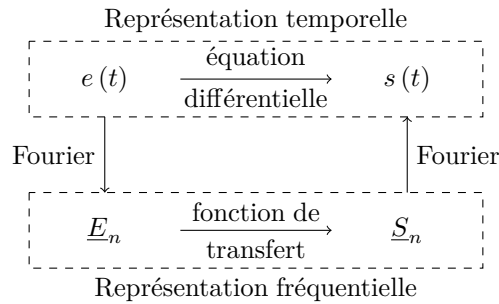 Représentation temporelle
équation
e (t) s (t)
différentielle
Fourier Fourier
fonction de
E_n S_n
transfert
Représentation fréquentielle